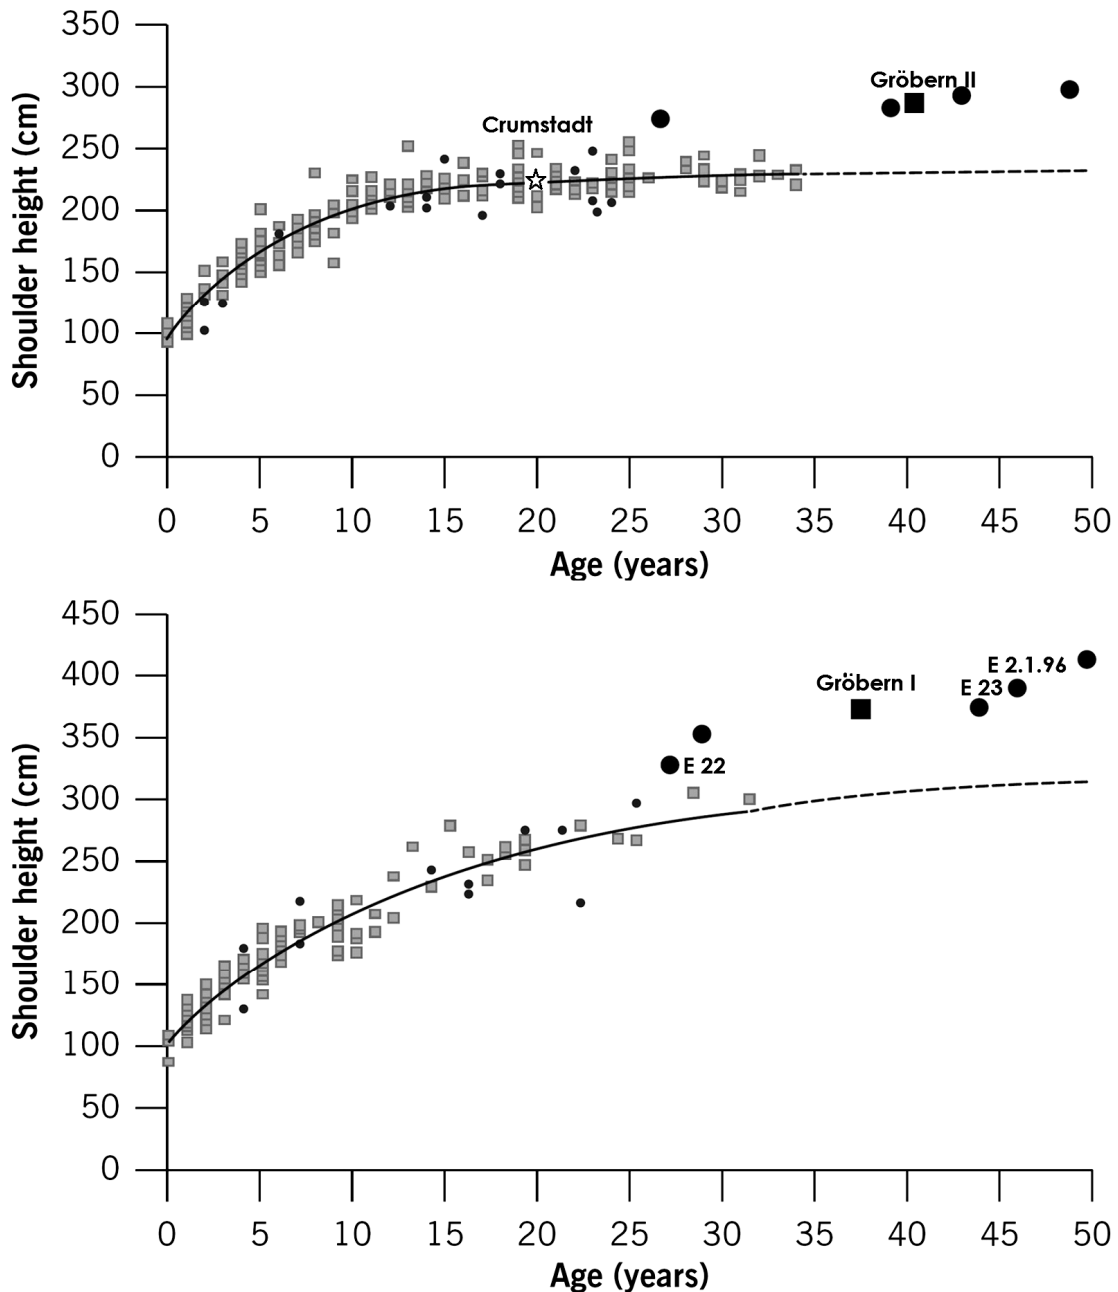 350
300
250
200
150
100
50
0
Shoulder height (cm)
Gröbern II
Crumstadt
0 5 10 15 20 25 30 35 40 45 50
Age (years)
450
400
350
300
250
200
150
100
50
0
Shoulder height (cm)
E 2.1.96
Gröbern I
E 23
E 22
0 5 10 15 20 25 30 35 40 45 50
Age (years)